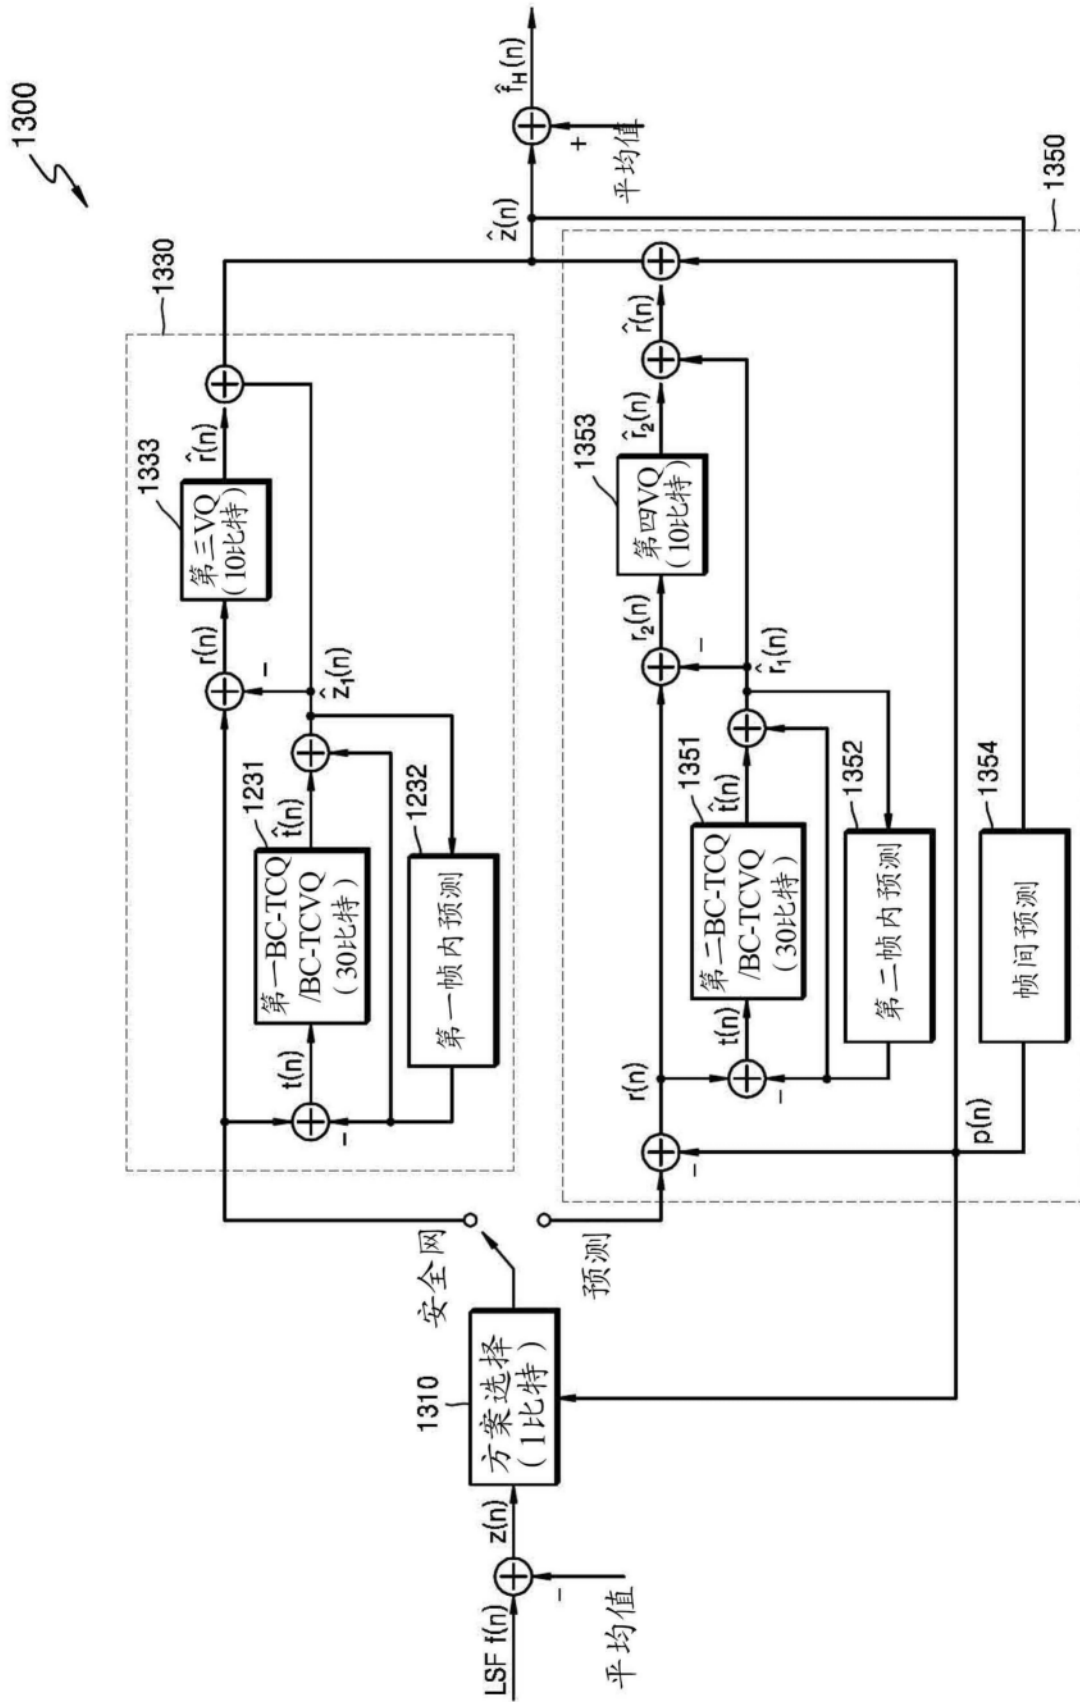 1300
1330
1333
第三VQ
(10比特)
r(n)
r̂(n)
−
ẑ₁(n)
1231
第一BC-TCQ
/BC-TCVQ
(30比特)
t(n)
t̂(n)
1232
第一帧内预测
−
安全网
预测
1310
方案选择
(1比特)
LSF f(n)
z(n)
−
平均值
ẑ(n)
f̂H(n)
+
平均值
1350
1353
第四VQ
(10比特)
r₂(n)
r̂₂(n)
r̂(n)
−
r̂₁(n)
1351
第二BC-TCQ
/BC-TCVQ
(30比特)
r(n)
t(n)
t̂(n)
−
−
1352
第二帧内预测
1354
帧间预测
p(n)